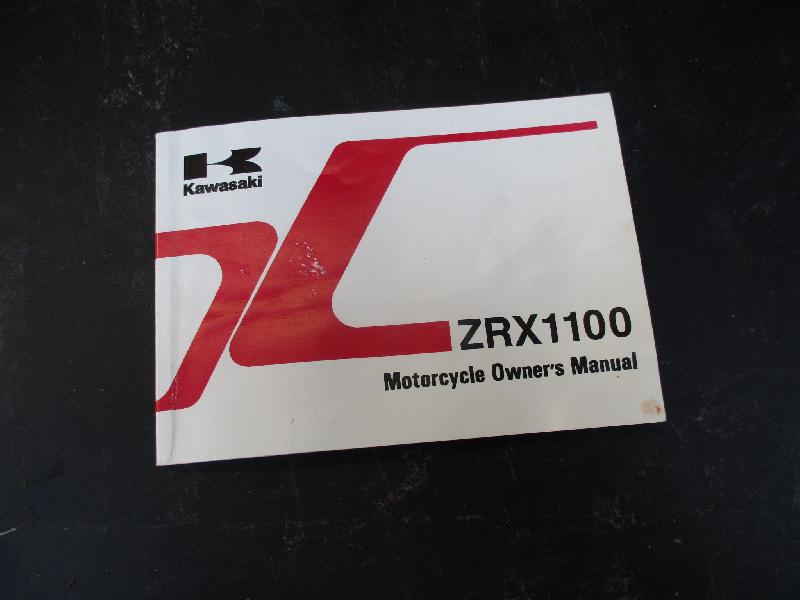 Kawasaki
ZRX1100
Motorcycle Owner's Manual